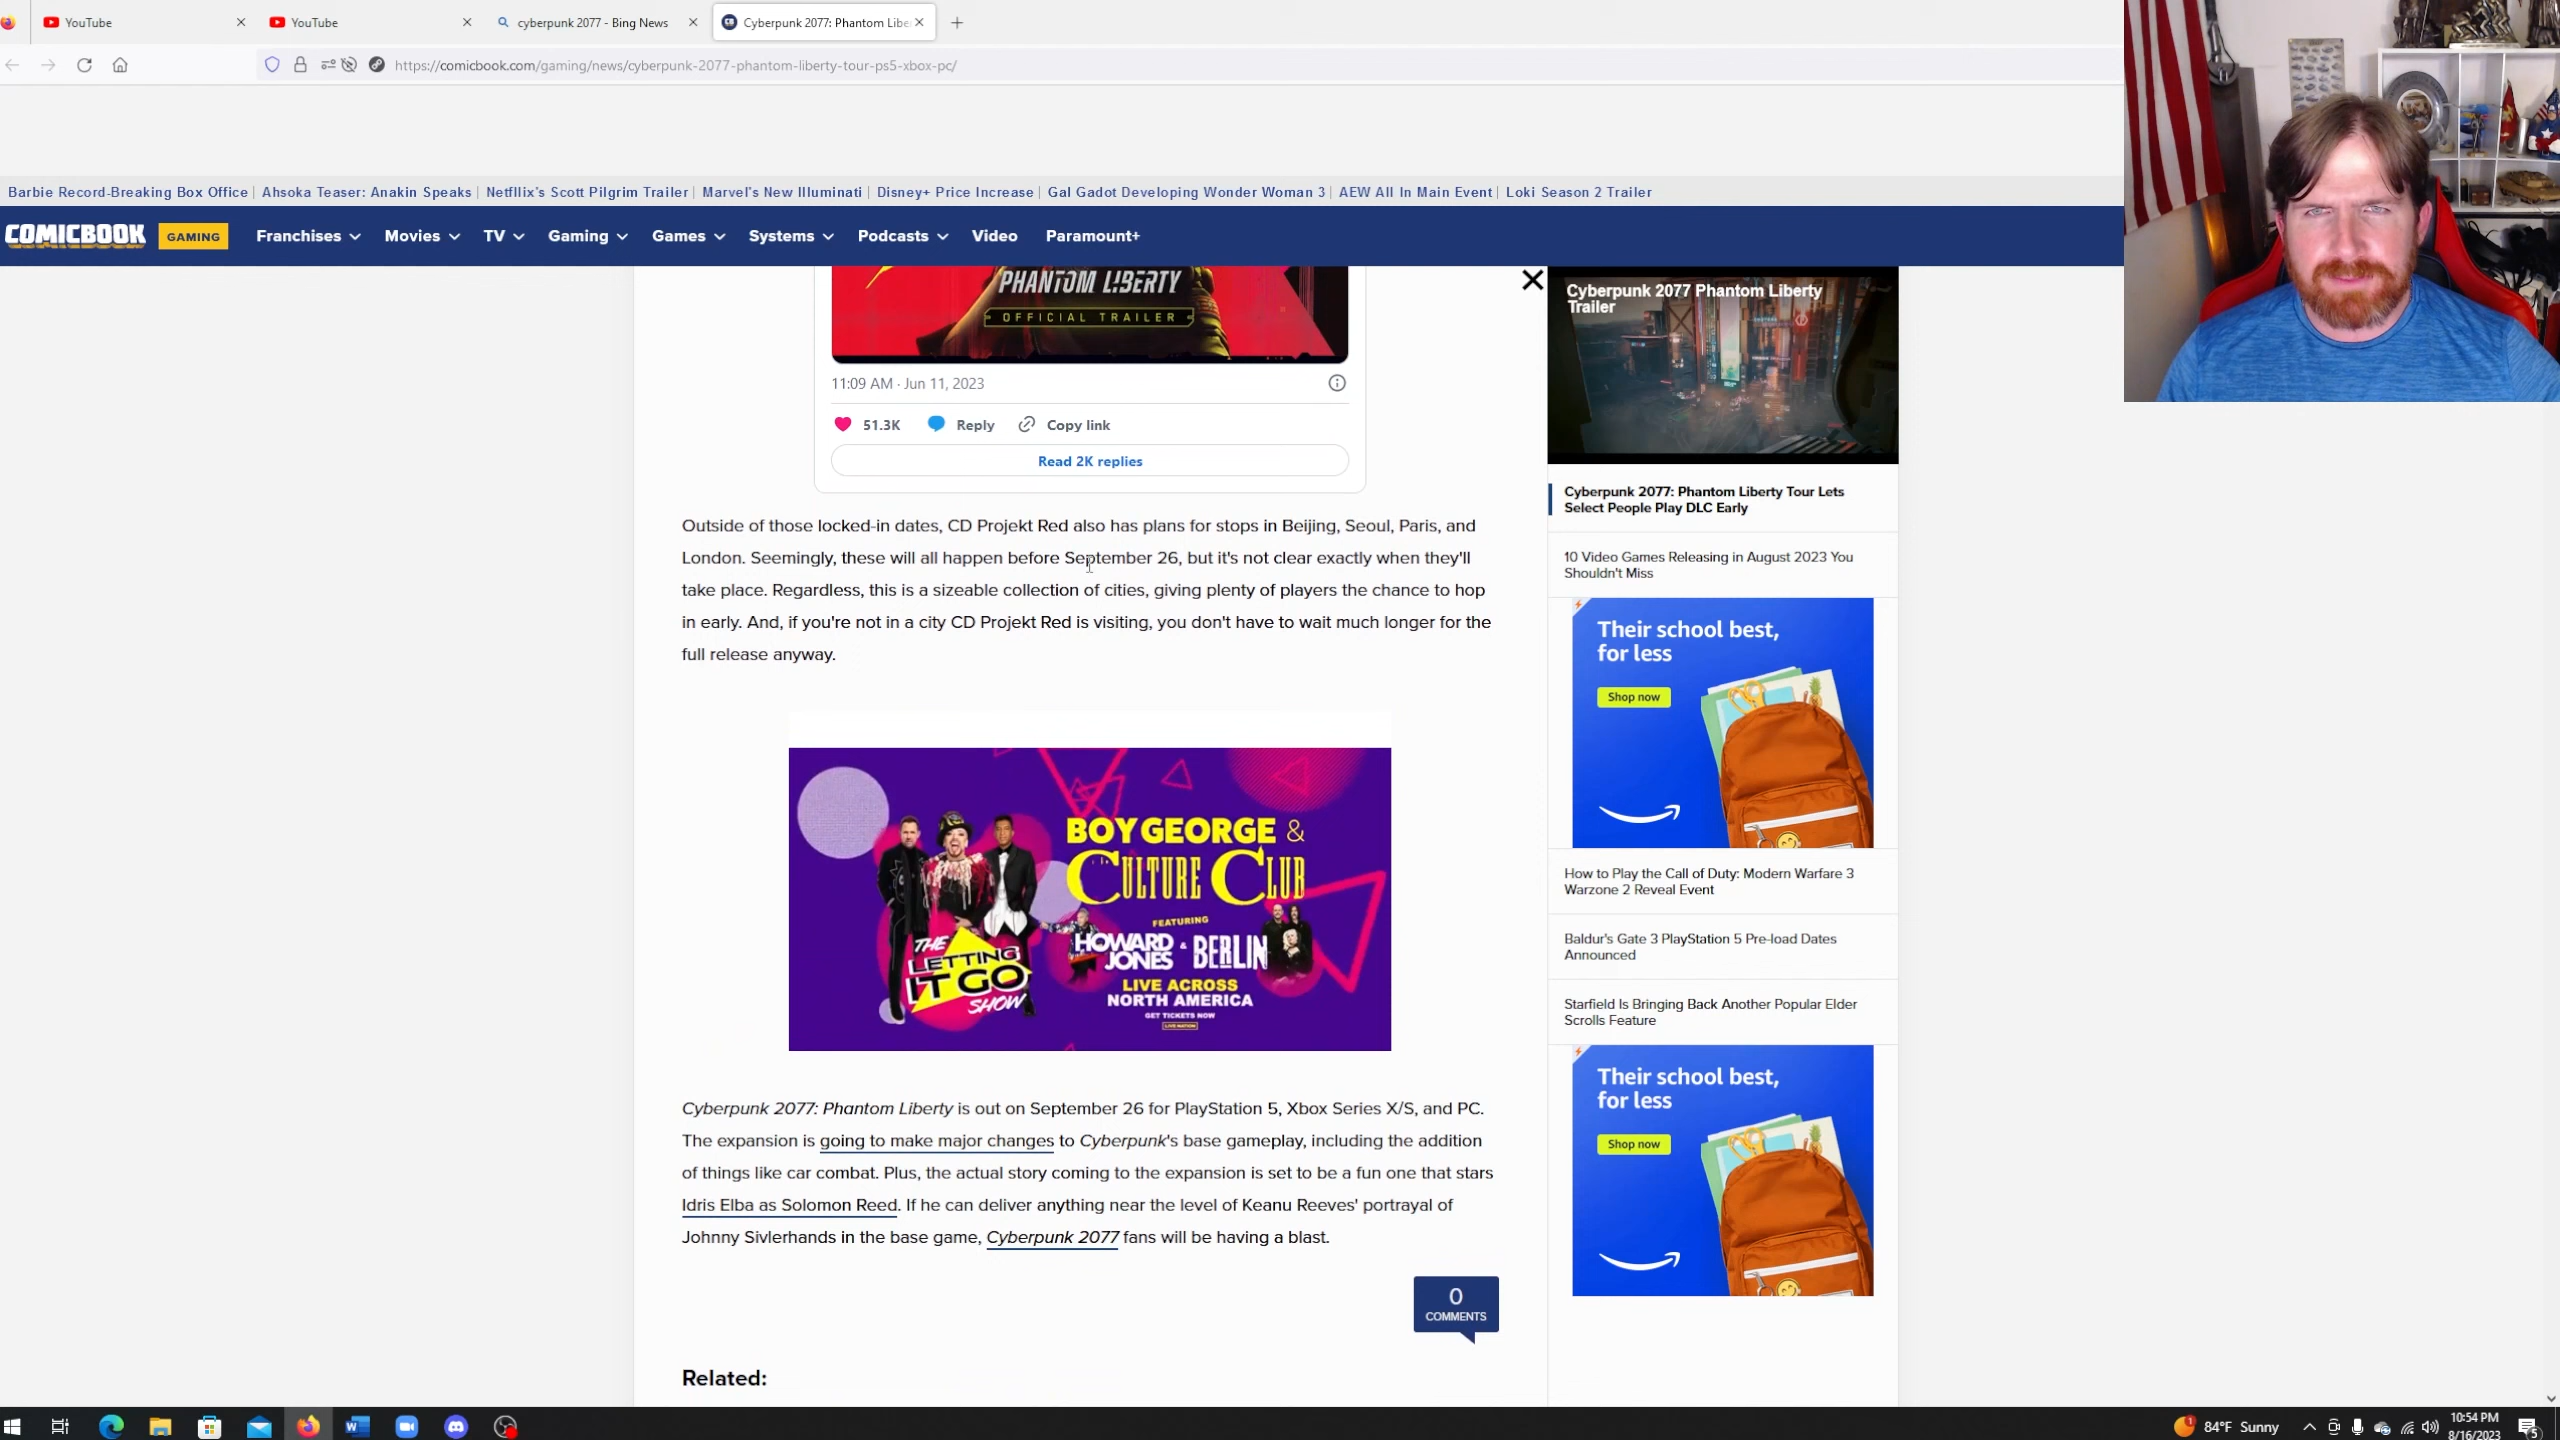 YouTube
YouTube
cyberpunk 2077 - Bing News
Cyberpunk 2077: Phantom Libe
https://comicbook.com/gaming/news/cyberpunk-2077-phantom-liberty-tour-ps5-xbox-pc/
Barbie Record-Breaking Box Office | Ahsoka Teaser: Anakin Speaks | Netfllix's Scott Pilgrim Trailer | Marvel's New Illuminati | Disney+ Price Increase | Gal Gadot Developing Wonder Woman 3 | AEW All In Main Event | Loki Season 2 Trailer
COMICBOOK GAMING Franchises Movies TV Gaming Games Systems Podcasts Video Paramount+
PHANTOM LIBERTY
OFFICIAL TRAILER
11:09 AM · Jun 11, 2023
51.3K Reply Copy link
Read 2K replies
Outside of those locked-in dates, CD Projekt Red also has plans for stops in Beijing, Seoul, Paris, and
London. Seemingly, these will all happen before September 26, but it's not clear exactly when they'll
take place. Regardless, this is a sizeable collection of cities, giving plenty of players the chance to hop
in early. And, if you're not in a city CD Projekt Red is visiting, you don't have to wait much longer for the
full release anyway.
BOY GEORGE &
CULTURE CLUB
FEATURING
HOWARD JONES & BERLIN
LIVE ACROSS
NORTH AMERICA
GET TICKETS NOW
LIVE NATION
THE
LETTING
IT GO
SHOW
Cyberpunk 2077: Phantom Liberty is out on September 26 for PlayStation 5, Xbox Series X/S, and PC.
The expansion is going to make major changes to Cyberpunk's base gameplay, including the addition
of things like car combat. Plus, the actual story coming to the expansion is set to be a fun one that stars
Idris Elba as Solomon Reed. If he can deliver anything near the level of Keanu Reeves' portrayal of
Johnny Sivlerhands in the base game, Cyberpunk 2077 fans will be having a blast.
0
COMMENTS
Related:
Cyberpunk 2077 Phantom Liberty
Trailer
Cyberpunk 2077: Phantom Liberty Tour Lets
Select People Play DLC Early
10 Video Games Releasing in August 2023 You
Shouldn't Miss
Their school best,
for less
Shop now
How to Play the Call of Duty: Modern Warfare 3
Warzone 2 Reveal Event
Baldur's Gate 3 PlayStation 5 Pre-load Dates
Announced
Starfield Is Bringing Back Another Popular Elder
Scrolls Feature
Their school best,
for less
Shop now
1
84°F Sunny
10:54 PM
8/16/2023
5